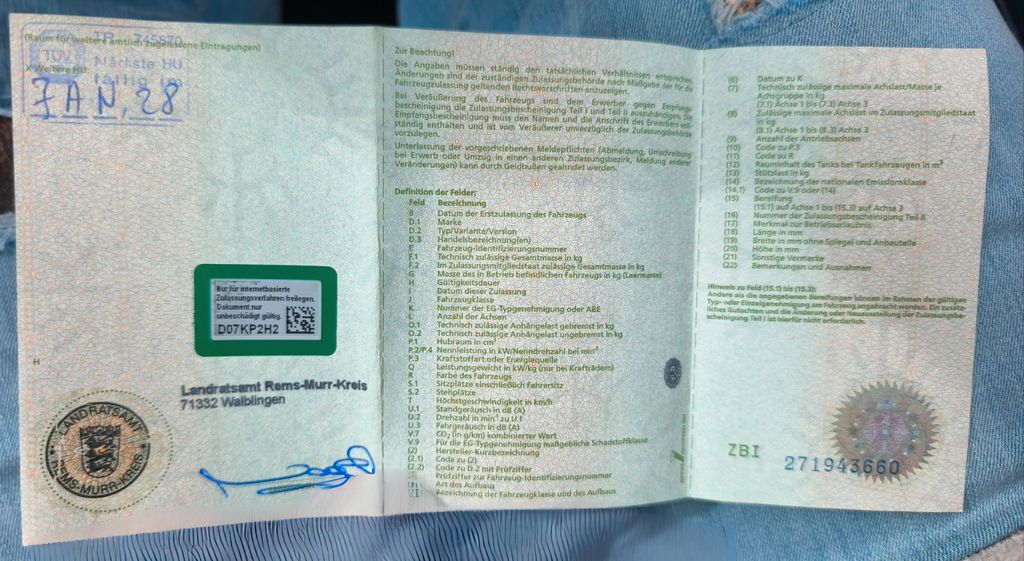 (Raum für weitere amtlich zugelassene Eintragungen)
TP 745870
TÜV
Nächste HU
fällig im
X Weitere HU
JAN, 28
Nur für internetbasierte
Zulassungsverfahren freilegen.
Dokument nur
unbeschädigt gültig.
D07KP2H2
H
Landratsamt Rems-Murr-Kreis
71332 Waiblingen
LANDRATSAMT
REMS-MURR-KREIS
Zur Beachtung!
Die Angaben müssen ständig den tatsächlichen Verhältnissen entsprechen.
Änderungen sind der zuständigen Zulassungsbehörde nach Maßgabe der für die
Fahrzeugzulassung geltenden Rechtsvorschriften anzuzeigen.
Bei Veräußerung des Fahrzeugs sind dem Erwerber gegen Empfangs-
bescheinigung die Zulassungsbescheinigung Teil I und Teil II auszuhändigen. Die
Empfangsbescheinigung muss den Namen und die Anschrift des Erwerbers voll-
ständig enthalten und ist vom Veräußerer unverzüglich der Zulassungsbehörde
vorzulegen.
Unterlassung der vorgeschriebenen Meldepflichten (Abmeldung, Umschreibung
bei Erwerb oder Umzug in einen anderen Zulassungsbezirk, Meldung anderer
Veränderungen) kann durch Geldbußen geahndet werden.
Definition der Felder:
Feld Bezeichnung
B Datum der Erstzulassung des Fahrzeugs
D.1 Marke
D.2 Typ/Variante/Version
D.3 Handelsbezeichnung(en)
E Fahrzeug-Identifizierungsnummer
F.1 Technisch zulässige Gesamtmasse in kg
F.2 Im Zulassungsmitgliedstaat zulässige Gesamtmasse in kg
G Masse des in Betrieb befindlichen Fahrzeugs in kg (Leermasse)
H Gültigkeitsdauer
I Datum dieser Zulassung
J Fahrzeugklasse
K Nummer der EG-Typgenehmigung oder ABE
L Anzahl der Achsen
O.1 Technisch zulässige Anhängelast gebremst in kg
O.2 Technisch zulässige Anhängelast ungebremst in kg
P.1 Hubraum in cm³
P.2/P.4 Nennleistung in kW/Nenndrehzahl bei min⁻¹
P.3 Kraftstoffart oder Energiequelle
Q Leistungsgewicht in kW/kg (nur bei Krafträdern)
R Farbe des Fahrzeugs
S.1 Sitzplätze einschließlich Fahrersitz
S.2 Stehplätze
T Höchstgeschwindigkeit in km/h
U.1 Standgeräusch in dB (A)
U.2 Drehzahl in min⁻¹ zu U.1
U.3 Fahrgeräusch in dB (A)
V.7 CO₂ (in g/km) kombinierter Wert
V.9 Für die EG-Typgenehmigung maßgebliche Schadstoffklasse
(2) Hersteller-Kurzbezeichnung
(2.1) Code zu (2)
(2.2) Code zu D.2 mit Prüfziffer
Prüfziffer zur Fahrzeug-Identifizierungsnummer
Art des Aufbaus
Bezeichnung der Fahrzeugklasse und des Aufbaus
(6) Datum zu K
(7) Technisch zulässige maximale Achslast/Masse je
Achsgruppe in kg
(7.1) Achse 1 bis (7.3) Achse 3
(8) Zulässige maximale Achslast im Zulassungsmitgliedstaat
in kg
(8.1) Achse 1 bis (8.3) Achse 3
(9) Anzahl der Antriebsachsen
(10) Code zu P.3
(11) Code zu R
(12) Rauminhalt des Tanks bei Tankfahrzeugen in m³
(13) Stützlast in kg
(14) Bezeichnung der nationalen Emissionsklasse
(14.1) Code zu V.9 oder (14)
(15) Bereifung
(15.1) auf Achse 1 bis (15.3) auf Achse 3
(16) Nummer der Zulassungsbescheinigung Teil II
(17) Merkmal zur Betriebserlaubnis
(18) Länge in mm
(19) Breite in mm ohne Spiegel und Anbauteile
(20) Höhe in mm
(21) Sonstige Vermerke
(22) Bemerkungen und Ausnahmen
Hinweis zu Feld (15.1) bis (15.3):
Andere als die angegebenen Bereifungen können im Rahmen der gültigen
Typ- oder Einzelgenehmigung am Fahrzeug angebracht worden. Ein zusätz-
liches Gutachten und die Änderung oder Neuausstellung der Zulassungsbe-
scheinigung Teil I ist hierfür nicht erforderlich.
ZBI 271943660